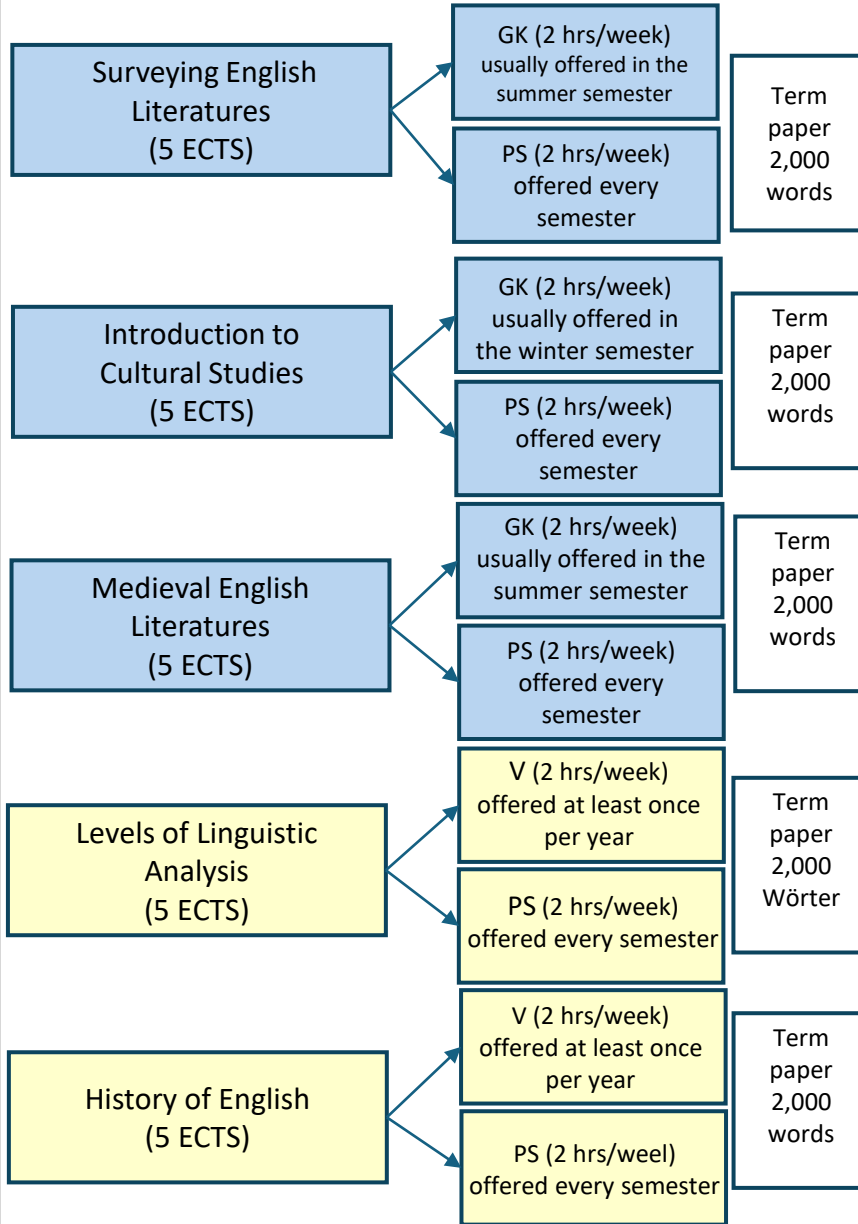 Surveying English
Literatures
(5 ECTS)
GK (2 hrs/week)
usually offered in the
summer semester
PS (2 hrs/week)
offered every
semester
Term
paper
2,000
words
Introduction to
Cultural Studies
(5 ECTS)
GK (2 hrs/week)
usually offered in
the winter semester
PS (2 hrs/week)
offered every
semester
Term
paper
2,000
words
Medieval English
Literatures
(5 ECTS)
GK (2 hrs/week)
usually offered in the
summer semester
PS (2 hrs/week)
offered every
semester
Term
paper
2,000
words
Levels of Linguistic
Analysis
(5 ECTS)
V (2 hrs/week)
offered at least once
per year
PS (2 hrs/week)
offered every semester
Term
paper
2,000
Wörter
History of English
(5 ECTS)
V (2 hrs/week)
offered at least once
per year
PS (2 hrs/weel)
offered every semester
Term
paper
2,000
words